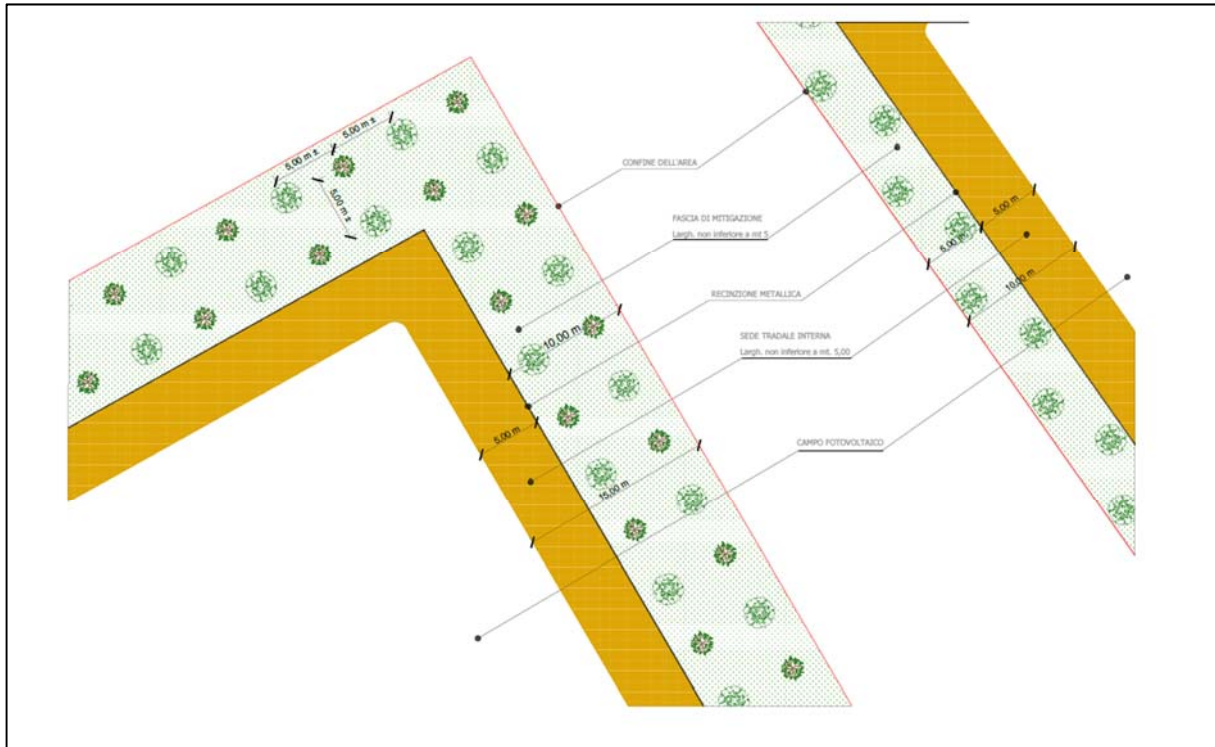 5,00 m ±
5,00 m ±
5,00 m ±
CONFINE DELL'AREA
FASCIA DI MITIGAZIONE
Largh. non inferiore a mt 5
RECINZIONE METALLICA
SEDE TRADALE INTERNA
Largh. non inferiore a mt. 5,00
CAMPO FOTOVOLTAICO
10,00 m
5,00 m
15,00 m
5,00 m
5,00 m
10,00 m